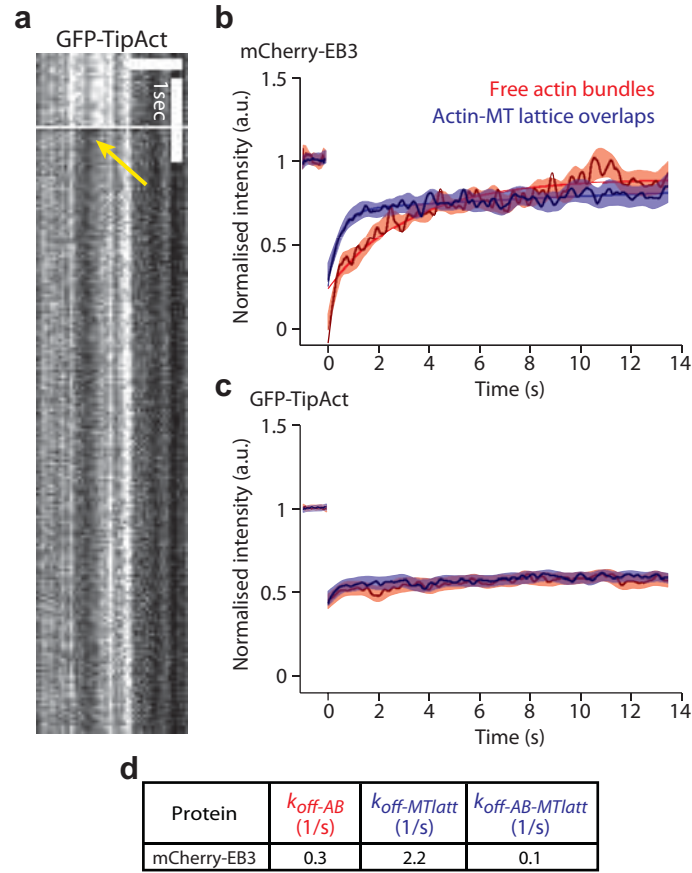 a
GFP-TipAct
1sec
b
mCherry-EB3
Free actin bundles
Actin-MT lattice overlaps
Normalised intensity (a.u.)
1.5
1
0.5
0
0 2 4 6 8 10 12 14
Time (s)
c
GFP-TipAct
Normalised intensity (a.u.)
1.5
1
0.5
0
0 2 4 6 8 10 12 14
Time (s)
d
Protein koff-AB (1/s) koff-MTlatt (1/s) koff-AB-MTlatt (1/s)
mCherry-EB3 0.3 2.2 0.1